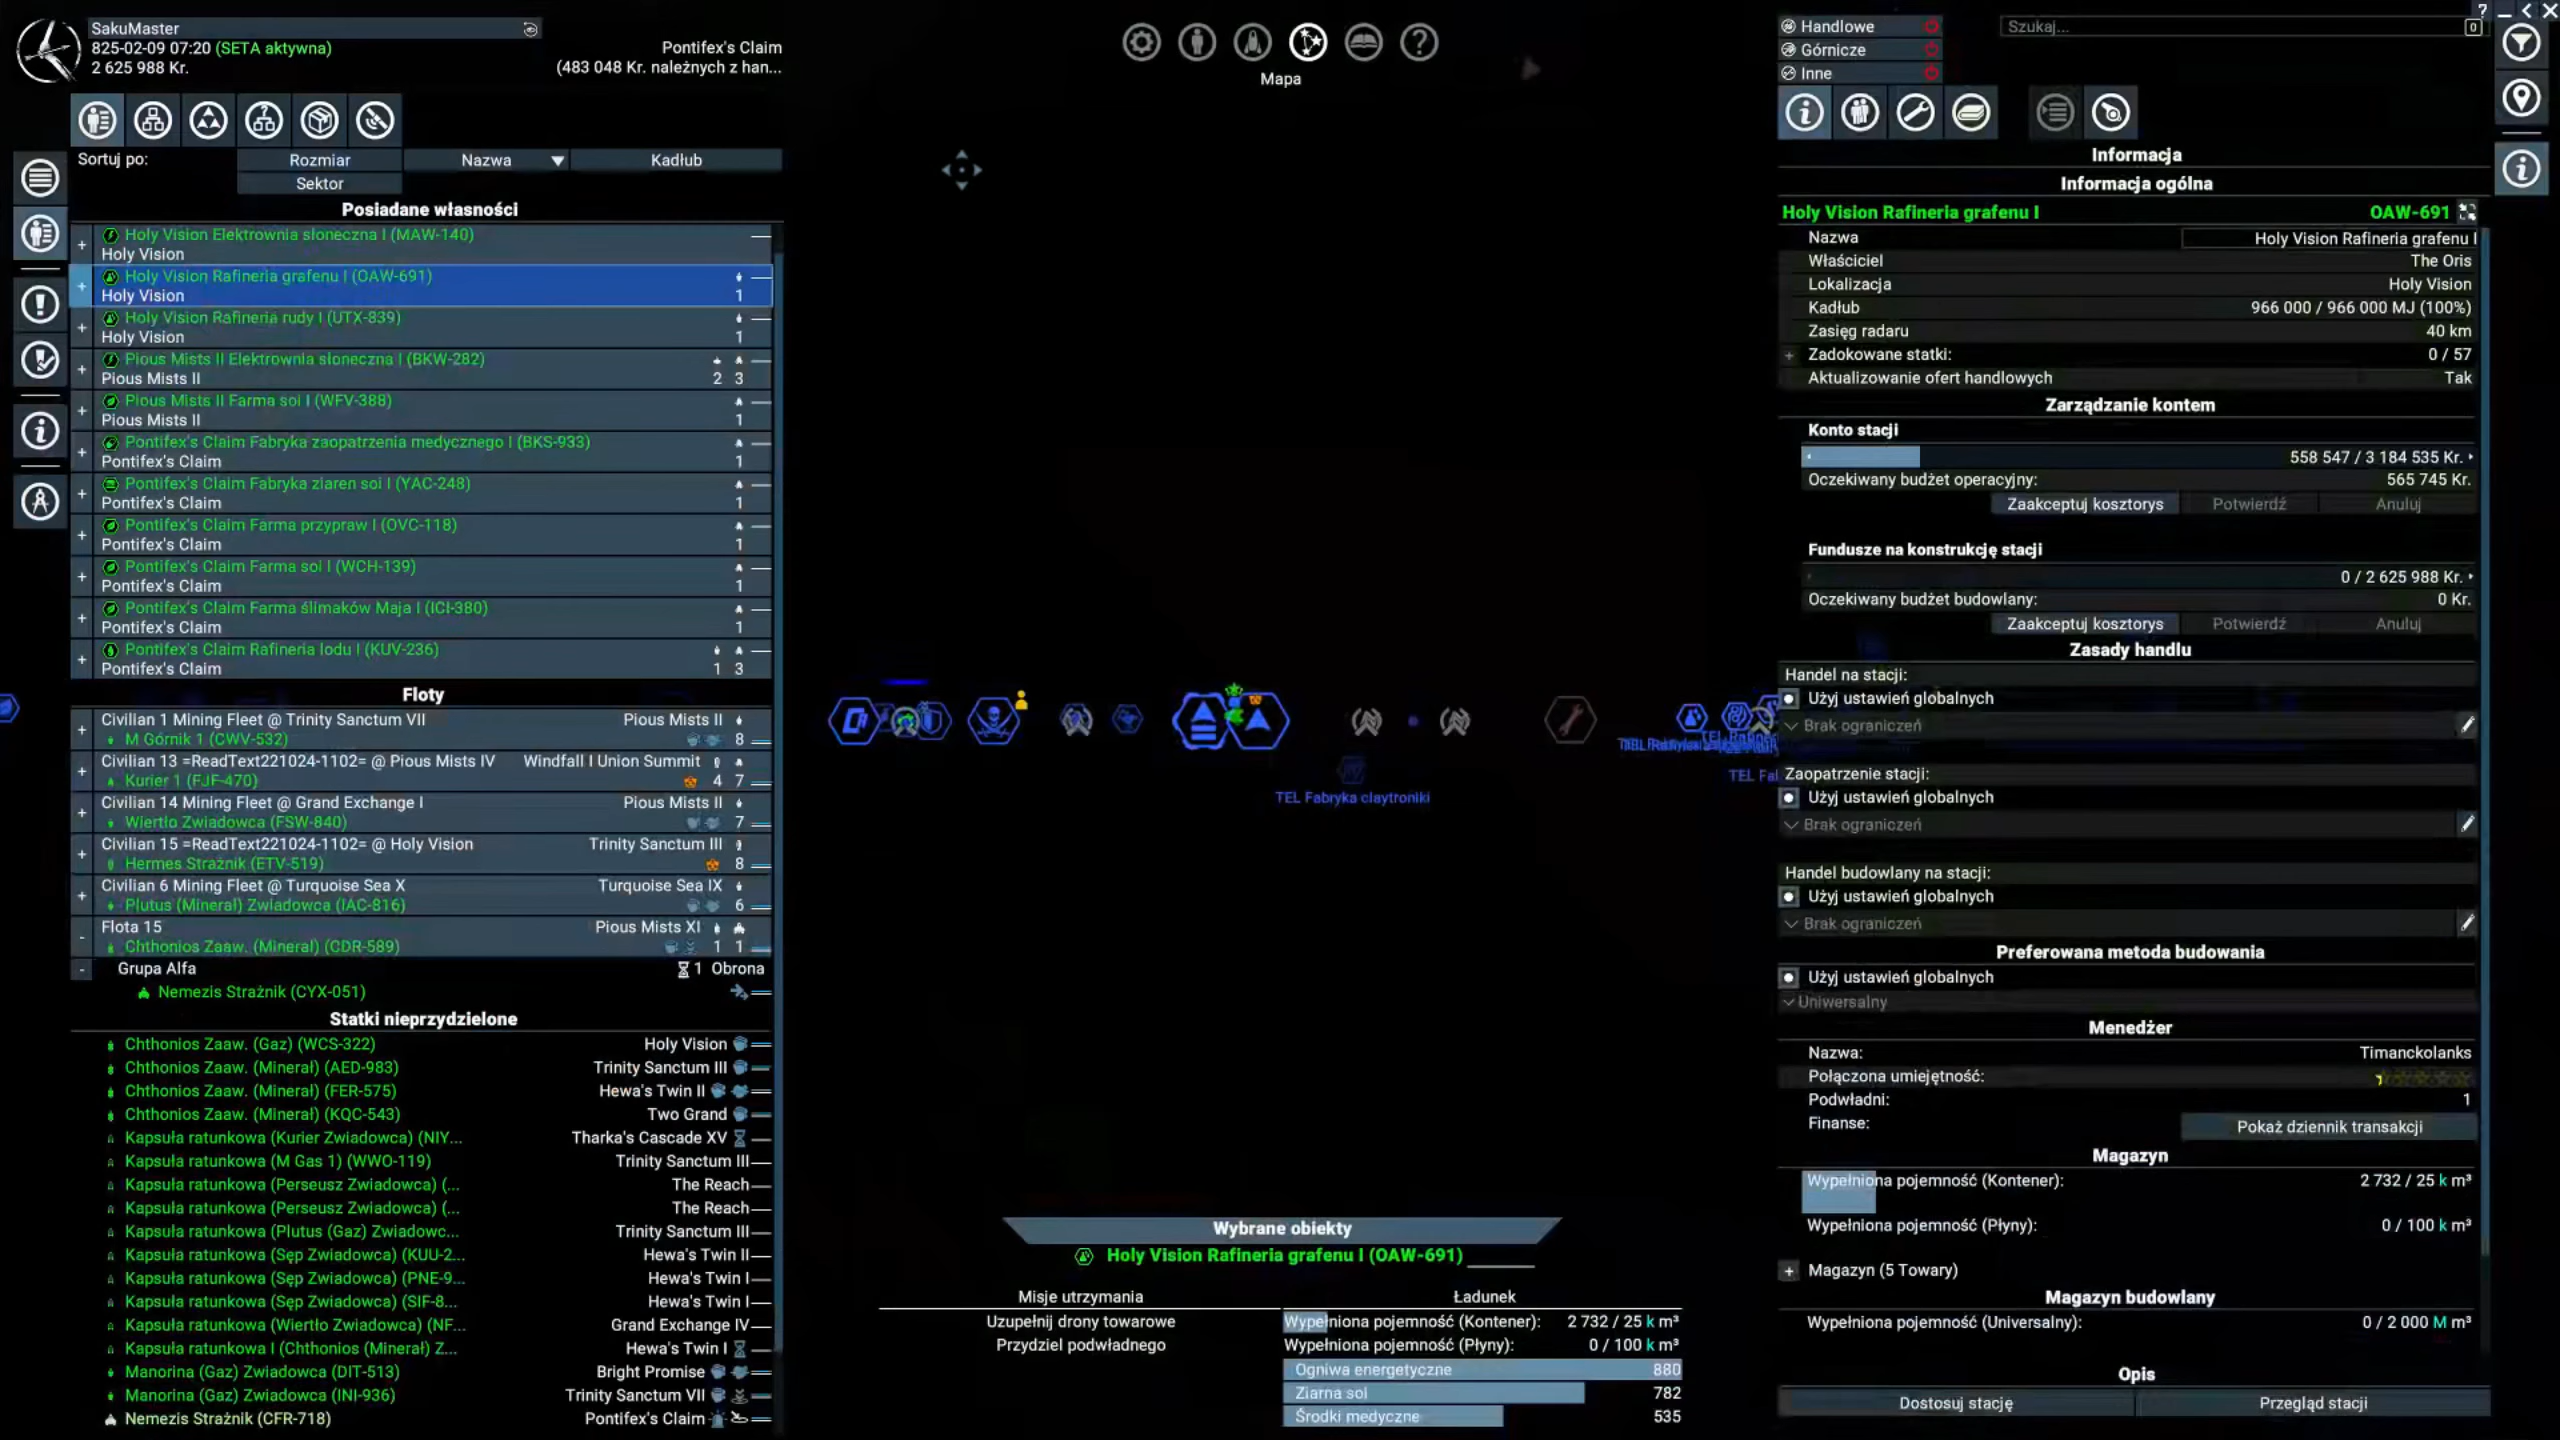 SakuMaster
825-02-09 07:20 (SETA aktywna)
2 625 988 Kr.
Pontifex's Claim
(483 048 Kr. należnych z han...
Mapa
Sortuj po:
Rozmiar
Nazwa
Kadłub
Sektor
Posiadane własności
Holy Vision Elektrownia słoneczna I (MAW-140)
Holy Vision
Holy Vision Rafineria grafenu I (OAW-691)
Holy Vision 1
Holy Vision Rafineria rudy I (UTX-839)
Holy Vision 1
Pious Mists II Elektrownia słoneczna I (BKW-282)
Pious Mists II 2 3
Pious Mists II Farma soi I (WFV-388)
Pious Mists II 1
Pontifex's Claim Fabryka zaopatrzenia medycznego I (BKS-933)
Pontifex's Claim 1
Pontifex's Claim Fabryka ziaren soi I (YAC-248)
Pontifex's Claim 1
Pontifex's Claim Farma przypraw I (OVC-118)
Pontifex's Claim 1
Pontifex's Claim Farma soi I (WCH-139)
Pontifex's Claim 1
Pontifex's Claim Farma ślimaków Maja I (ICI-380)
Pontifex's Claim 1
Pontifex's Claim Rafineria lodu I (KUV-236)
Pontifex's Claim 1 3
Floty
Civilian 1 Mining Fleet @ Trinity Sanctum VII Pious Mists II
M Górnik 1 (CWV-532) 8
Civilian 13 =ReadText221024-1102= @ Pious Mists IV Windfall I Union Summit
Kurier 1 (FJF-470) 4 7
Civilian 14 Mining Fleet @ Grand Exchange I Pious Mists II
Wiertło Zwiadowca (FSW-840) 7
Civilian 15 =ReadText221024-1102= @ Holy Vision Trinity Sanctum III
Hermes Strażnik (ETV-519) 8
Civilian 6 Mining Fleet @ Turquoise Sea X Turquoise Sea IX
Plutus (Minerał) Zwiadowca (IAC-816) 6
Flota 15 Pious Mists XI
Chthonios Zaaw. (Minerał) (CDR-589) 1 1
Grupa Alfa 1 Obrona
Nemezis Strażnik (CYX-051)
Statki nieprzydzielone
Chthonios Zaaw. (Gaz) (WCS-322) Holy Vision
Chthonios Zaaw. (Minerał) (AED-983) Trinity Sanctum III
Chthonios Zaaw. (Minerał) (FER-575) Hewa's Twin II
Chthonios Zaaw. (Minerał) (KQC-543) Two Grand
Kapsuła ratunkowa (Kurier Zwiadowca) (NIY... Tharka's Cascade XV
Kapsuła ratunkowa (M Gas 1) (WWO-119) Trinity Sanctum III
Kapsuła ratunkowa (Perseusz Zwiadowca) (... The Reach
Kapsuła ratunkowa (Perseusz Zwiadowca) (... The Reach
Kapsuła ratunkowa (Plutus (Gaz) Zwiadowc... Trinity Sanctum III
Kapsuła ratunkowa (Sęp Zwiadowca) (KUU-2... Hewa's Twin II
Kapsuła ratunkowa (Sęp Zwiadowca) (PNE-9... Hewa's Twin I
Kapsuła ratunkowa (Sęp Zwiadowca) (SIF-8... Hewa's Twin I
Kapsuła ratunkowa (Wiertło Zwiadowca) (NF... Grand Exchange IV
Kapsuła ratunkowa I (Chthonios (Minerał) Z... Hewa's Twin I
Manorina (Gaz) Zwiadowca (DIT-513) Bright Promise
Manorina (Gaz) Zwiadowca (INI-936) Trinity Sanctum VII
Nemezis Strażnik (CFR-718) Pontifex's Claim
TEL Fabryka claytroniki
TEL Fal
Wybrane obiekty
Holy Vision Rafineria grafenu I (OAW-691)
Misje utrzymania
Uzupełnij drony towarowe
Przydziel podwładnego
Ładunek
Wypełniona pojemność (Kontener): 2 732 / 25 k m³
Wypełniona pojemność (Płyny): 0 / 100 k m³
Ogniwa energetyczne 880
Ziarna soi 782
Środki medyczne 535
Handlowe
Górnicze
Inne
Szukaj...
0
Informacja
Informacja ogólna
Holy Vision Rafineria grafenu I OAW-691
Nazwa Holy Vision Rafineria grafenu I
Właściciel The Oris
Lokalizacja Holy Vision
Kadłub 966 000 / 966 000 MJ (100%)
Zasięg radaru 40 km
Zadokowane statki: 0 / 57
Aktualizowanie ofert handlowych Tak
Zarządzanie kontem
Konto stacji
558 547 / 3 184 535 Kr.
Oczekiwany budżet operacyjny: 565 745 Kr.
Zaakceptuj kosztorys Potwierdź Anuluj
Fundusze na konstrukcję stacji
0 / 2 625 988 Kr.
Oczekiwany budżet budowlany: 0 Kr.
Zaakceptuj kosztorys Potwierdź Anuluj
Zasady handlu
Handel na stacji:
Użyj ustawień globalnych
Brak ograniczeń
Zaopatrzenie stacji:
Użyj ustawień globalnych
Brak ograniczeń
Handel budowlany na stacji:
Użyj ustawień globalnych
Brak ograniczeń
Preferowana metoda budowania
Użyj ustawień globalnych
Uniwersalny
Menedżer
Nazwa: Timanckolanks
Połączona umiejętność:
Podwładni: 1
Finanse: Pokaż dziennik transakcji
Magazyn
Wypełniona pojemność (Kontener): 2 732 / 25 k m³
Wypełniona pojemność (Płyny): 0 / 100 k m³
Magazyn (5 Towary)
Magazyn budowlany
Wypełniona pojemność (Uniwersalny): 0 / 2 000 M m³
Opis
Dostosuj stację Przegląd stacji